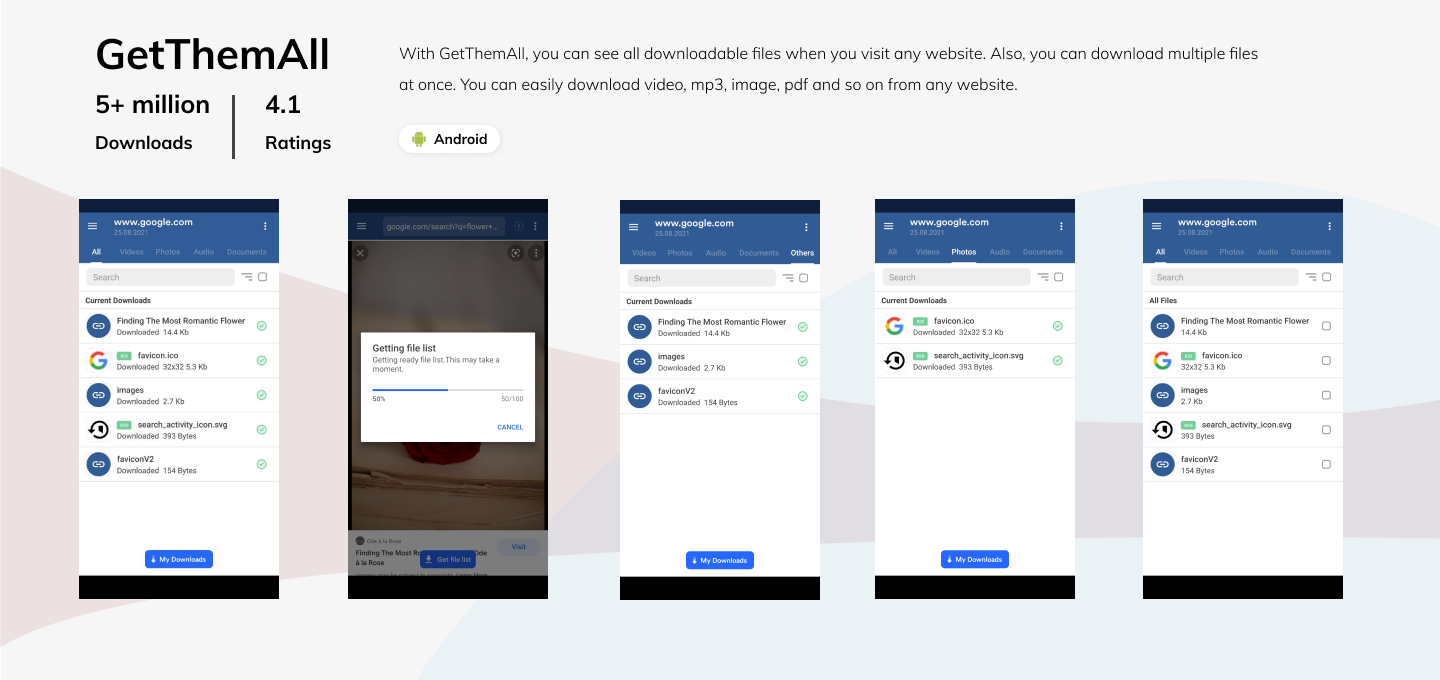 GetThemAll
5+ million
Downloads
4.1
Ratings
With GetThemAll, you can see all downloadable files when you visit any website. Also, you can download multiple files
at once. You can easily download video, mp3, image, pdf and so on from any website.
Android
www.google.com
25.08.2021
All Videos Photos Audio Documents
Search
Current Downloads
Finding The Most Romantic Flower
Downloaded 14.4 Kb
ICO favicon.ico
Downloaded 32x32 5.3 Kb
images
Downloaded 2.7 Kb
SVG search_activity_icon.svg
Downloaded 393 Bytes
faviconV2
Downloaded 154 Bytes
My Downloads
google.com/search?q=flower+...
1
Getting file list
Getting ready file list.This may take a
moment.
50% 50/100
CANCEL
Ode à la Rose
Finding The Most Ro Ode
à la Rose
Visit
Get file list
www.google.com
25.08.2021
Videos Photos Audio Documents Others
Search
Current Downloads
Finding The Most Romantic Flower
Downloaded 14.4 Kb
images
Downloaded 2.7 Kb
faviconV2
Downloaded 154 Bytes
My Downloads
www.google.com
25.08.2021
All Videos Photos Audio Documents
Search
Current Downloads
ICO favicon.ico
Downloaded 32x32 5.3 Kb
SVG search_activity_icon.svg
Downloaded 393 Bytes
My Downloads
www.google.com
25.08.2021
All Videos Photos Audio Documents
Search
All Files
Finding The Most Romantic Flower
14.4 Kb
ICO favicon.ico
32x32 5.3 Kb
images
2.7 Kb
SVG search_activity_icon.svg
393 Bytes
faviconV2
154 Bytes